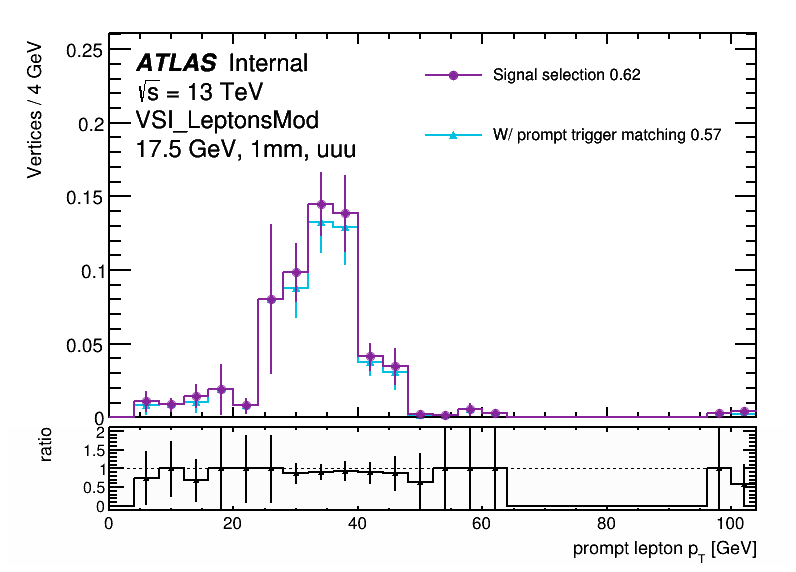 Vertices / 4 GeV
0.25
0.2
0.15
0.1
0.05
0
ATLAS Internal
√s = 13 TeV
VSI_LeptonsMod
17.5 GeV, 1mm, uuu
Signal selection 0.62
W/ prompt trigger matching 0.57
ratio
2
1.5
1
0.5
0
0 20 40 60 80 100
prompt lepton pT [GeV]